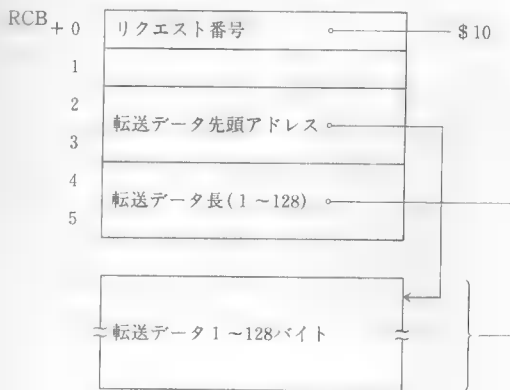 RCB
+ 0 リクエスト番号 $10
1
2
転送データ先頭アドレス
3
4
転送データ長(1~128)
5
転送データ1~128バイト